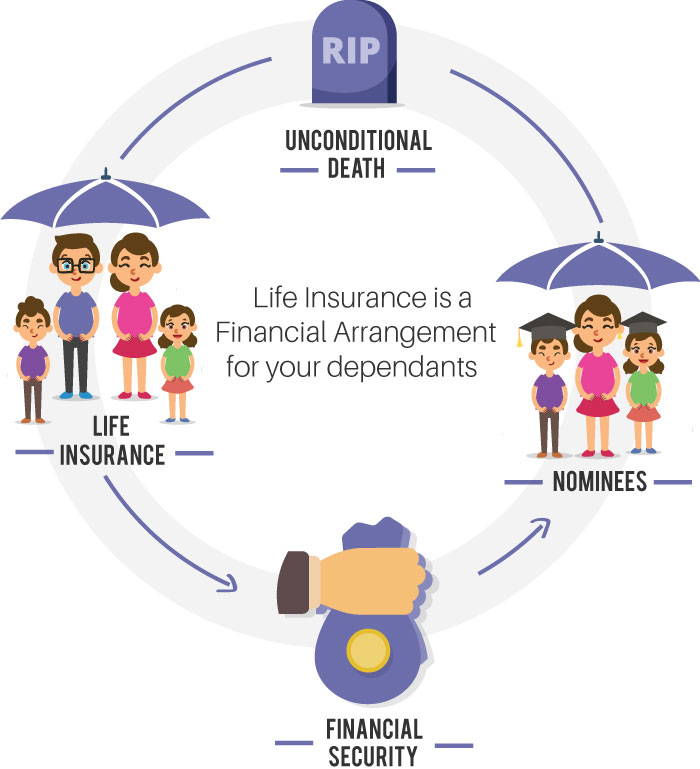 RIP
UNCONDITIONAL
DEATH
Life Insurance is a
Financial Arrangement
for your dependants
LIFE
INSURANCE
NOMINEES
FINANCIAL
SECURITY